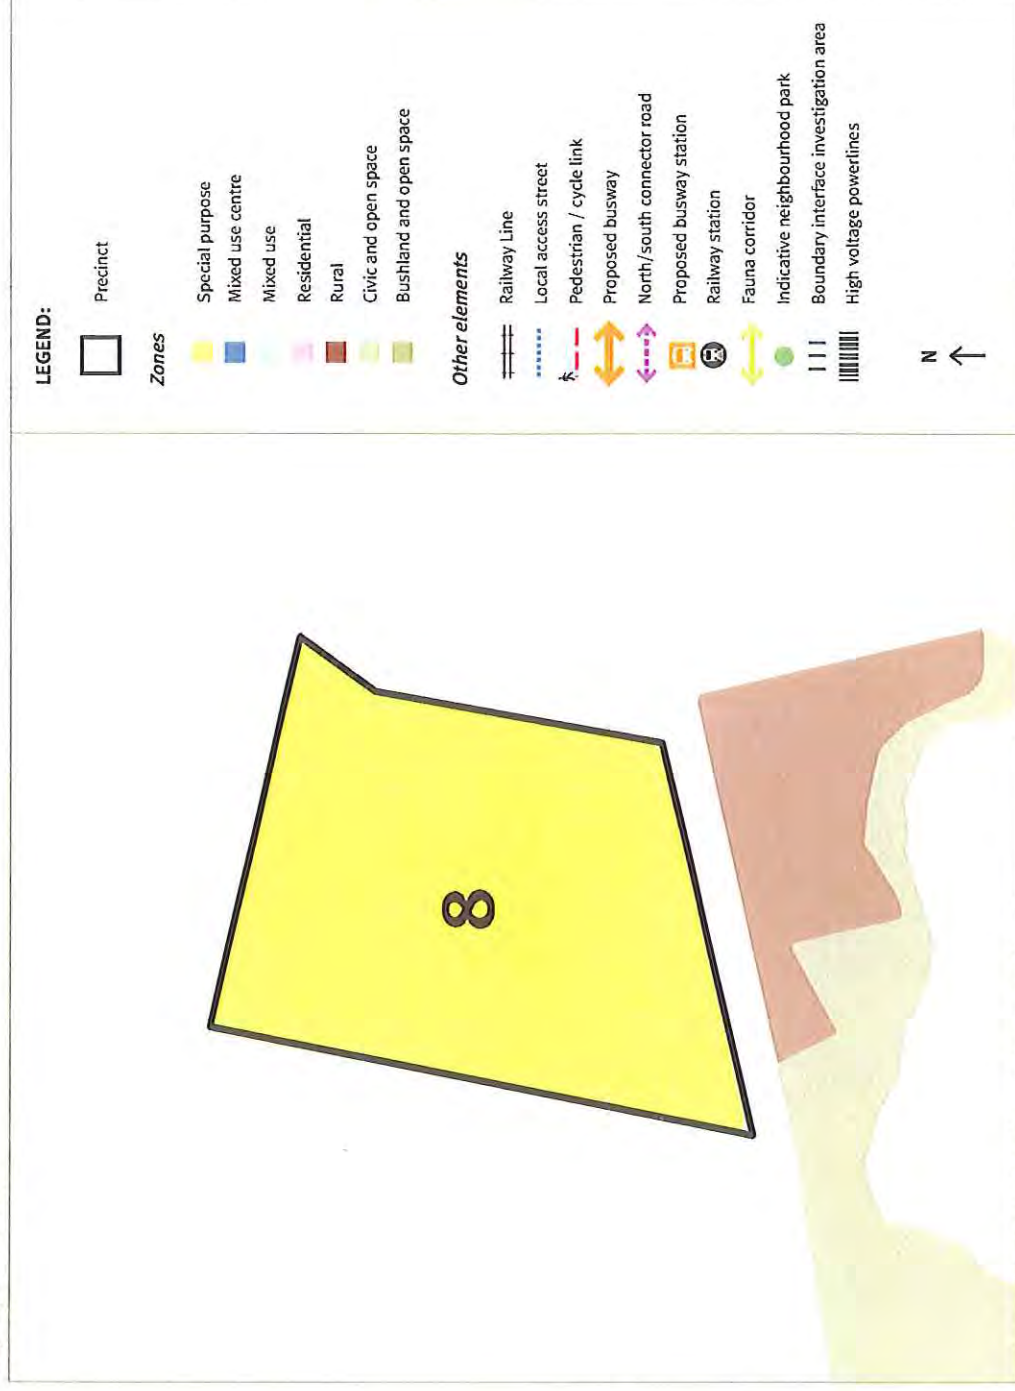 LEGEND:
Precinct
Zones
Special purpose
Mixed use centre
Mixed use
Residential
Rural
Civic and open space
Bushland and open space
Other elements
Railway Line
Local access street
Pedestrian / cycle link
Proposed busway
North/south connector road
Proposed busway station
Railway station
Fauna corridor
Indicative neighbourhood park
Boundary interface investigation area
High voltage powerlines
N
8